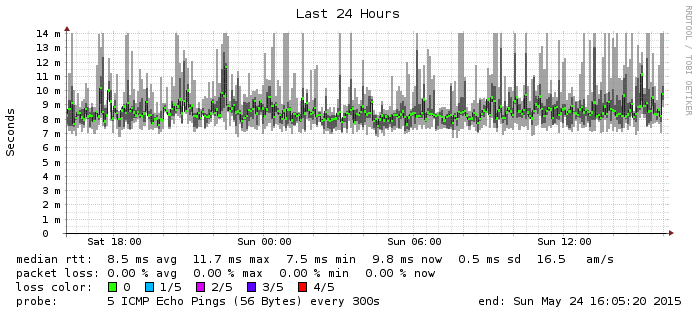 Last 24 Hours
RRDTOOL / TOBI OETIKER
Seconds
14 m
13 m
12 m
11 m
10 m
9 m
8 m
7 m
6 m
5 m
4 m
3 m
2 m
1 m
0
Sat 18:00 Sun 00:00 Sun 06:00 Sun 12:00
median rtt: 8.5 ms avg 11.7 ms max 7.5 ms min 9.8 ms now 0.5 ms sd 16.5 am/s
packet loss: 0.00 % avg 0.00 % max 0.00 % min 0.00 % now
loss color: 0 1/5 2/5 3/5 4/5
probe: 5 ICMP Echo Pings (56 Bytes) every 300s end: Sun May 24 16:05:20 2015